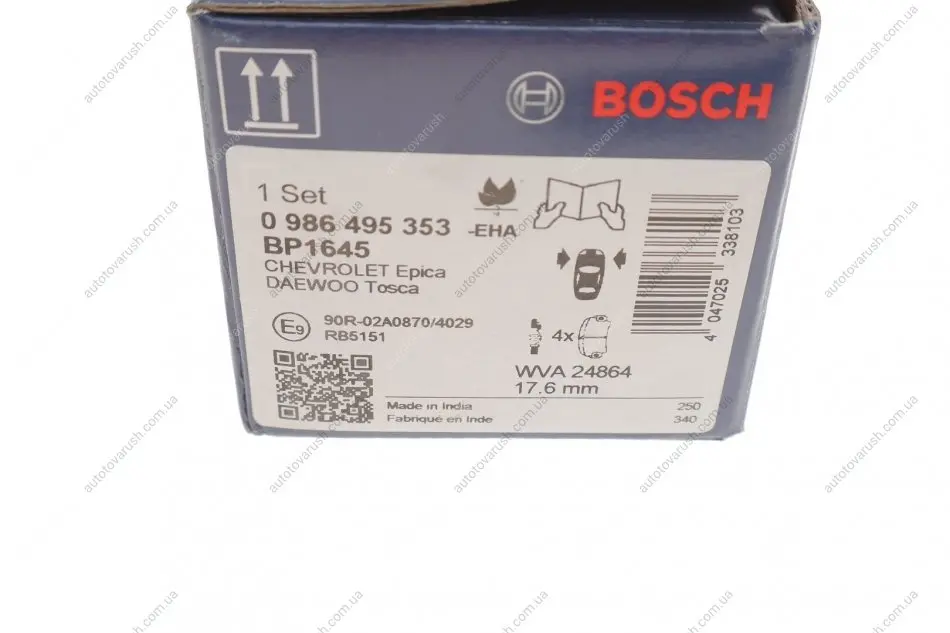 BOSCH
1 Set
0 986 495 353 -EHA
BP1645
CHEVROLET Epica
DAEWOO Tosca
E9
90R-02A0870/4029
RB5151
4x
WVA 24864
17.6 mm
Made in India
Fabriqué en Inde
250
340
4 047025 338103
autotovarush.com.ua